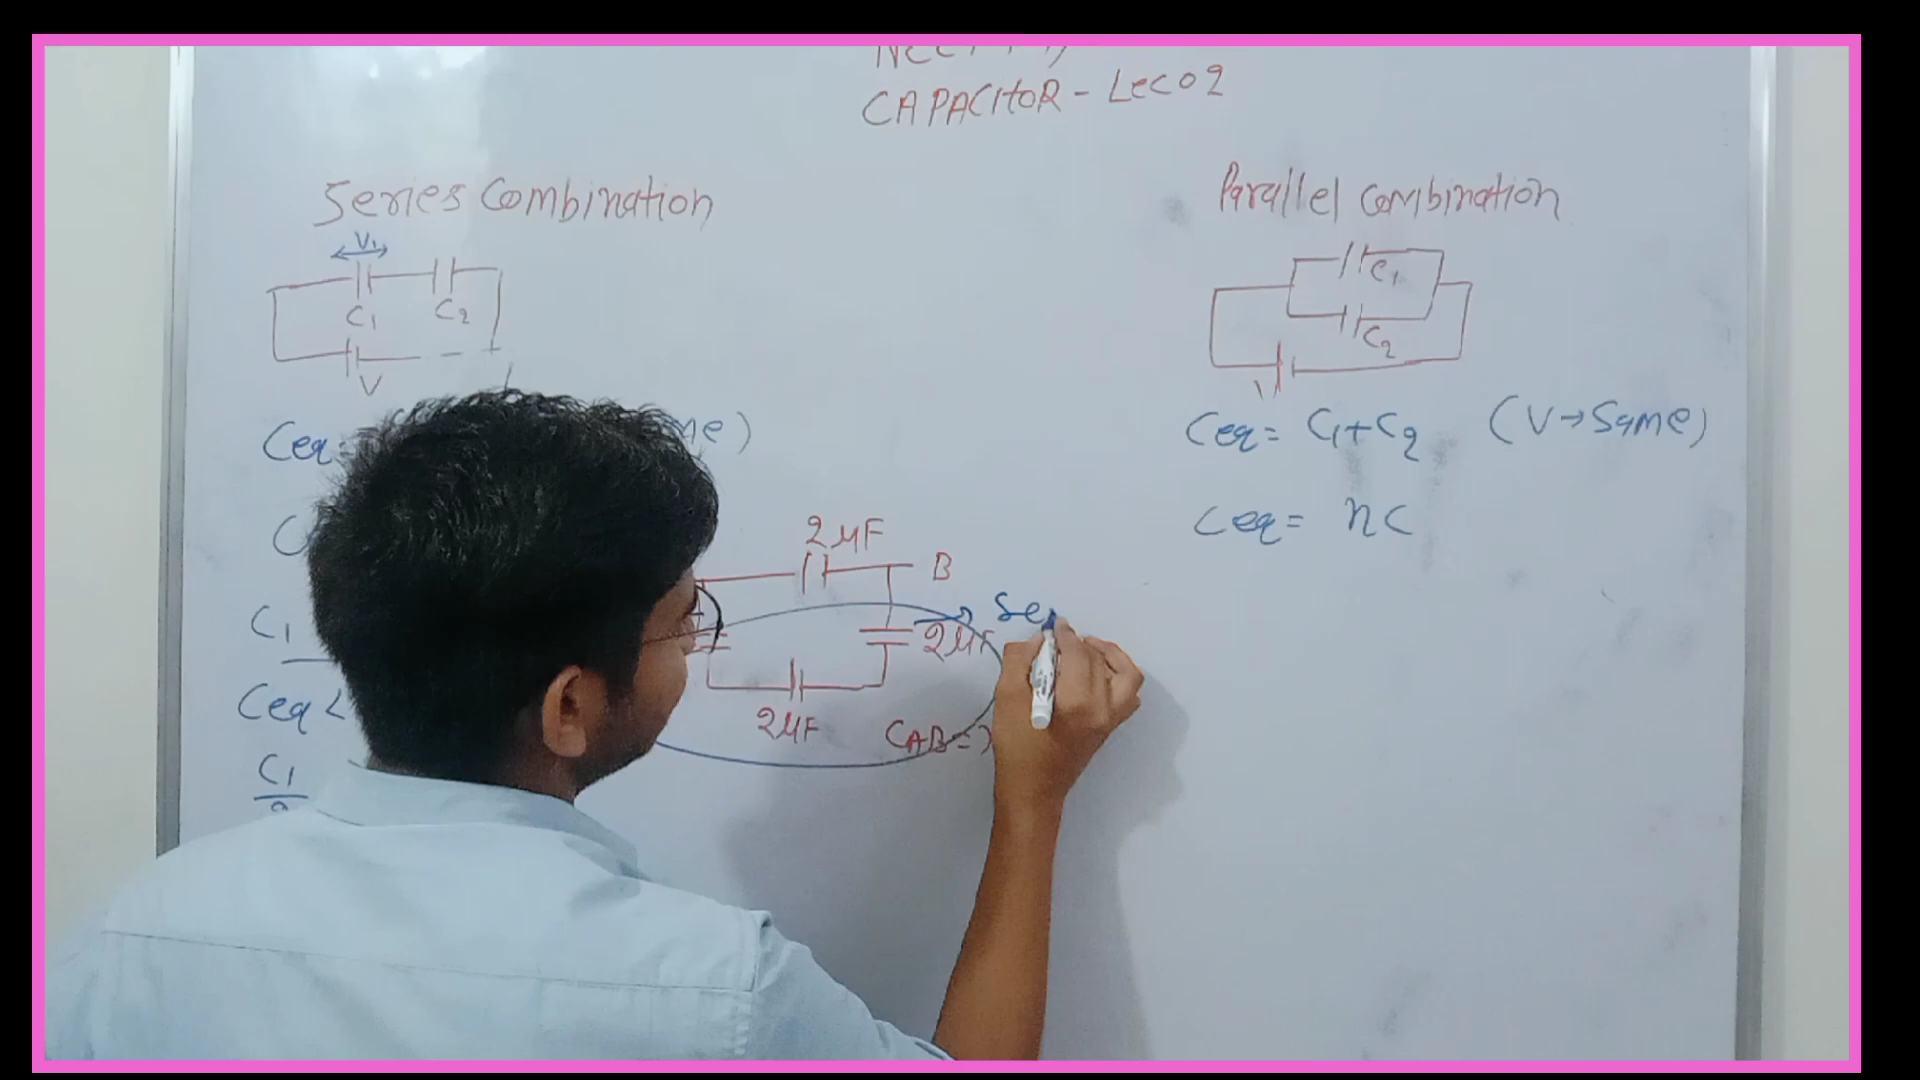 CAPACITOR - Lec02
Series Combination
V1
C1
C2
V
Ceq=
C1
Ceq <
C1
2μF
B
2μF
2μF
CAB=?
Se
Parallel Combination
C1
C2
V
Ceq= C1+C2 (V→Same)
Ceq= nC